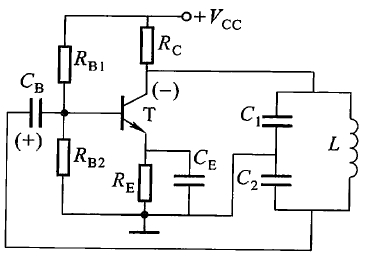 +V_CC
R_B1
R_C
C_B
(−)
C_1
T
L
(+)
R_B2
C_E
C_2
R_E